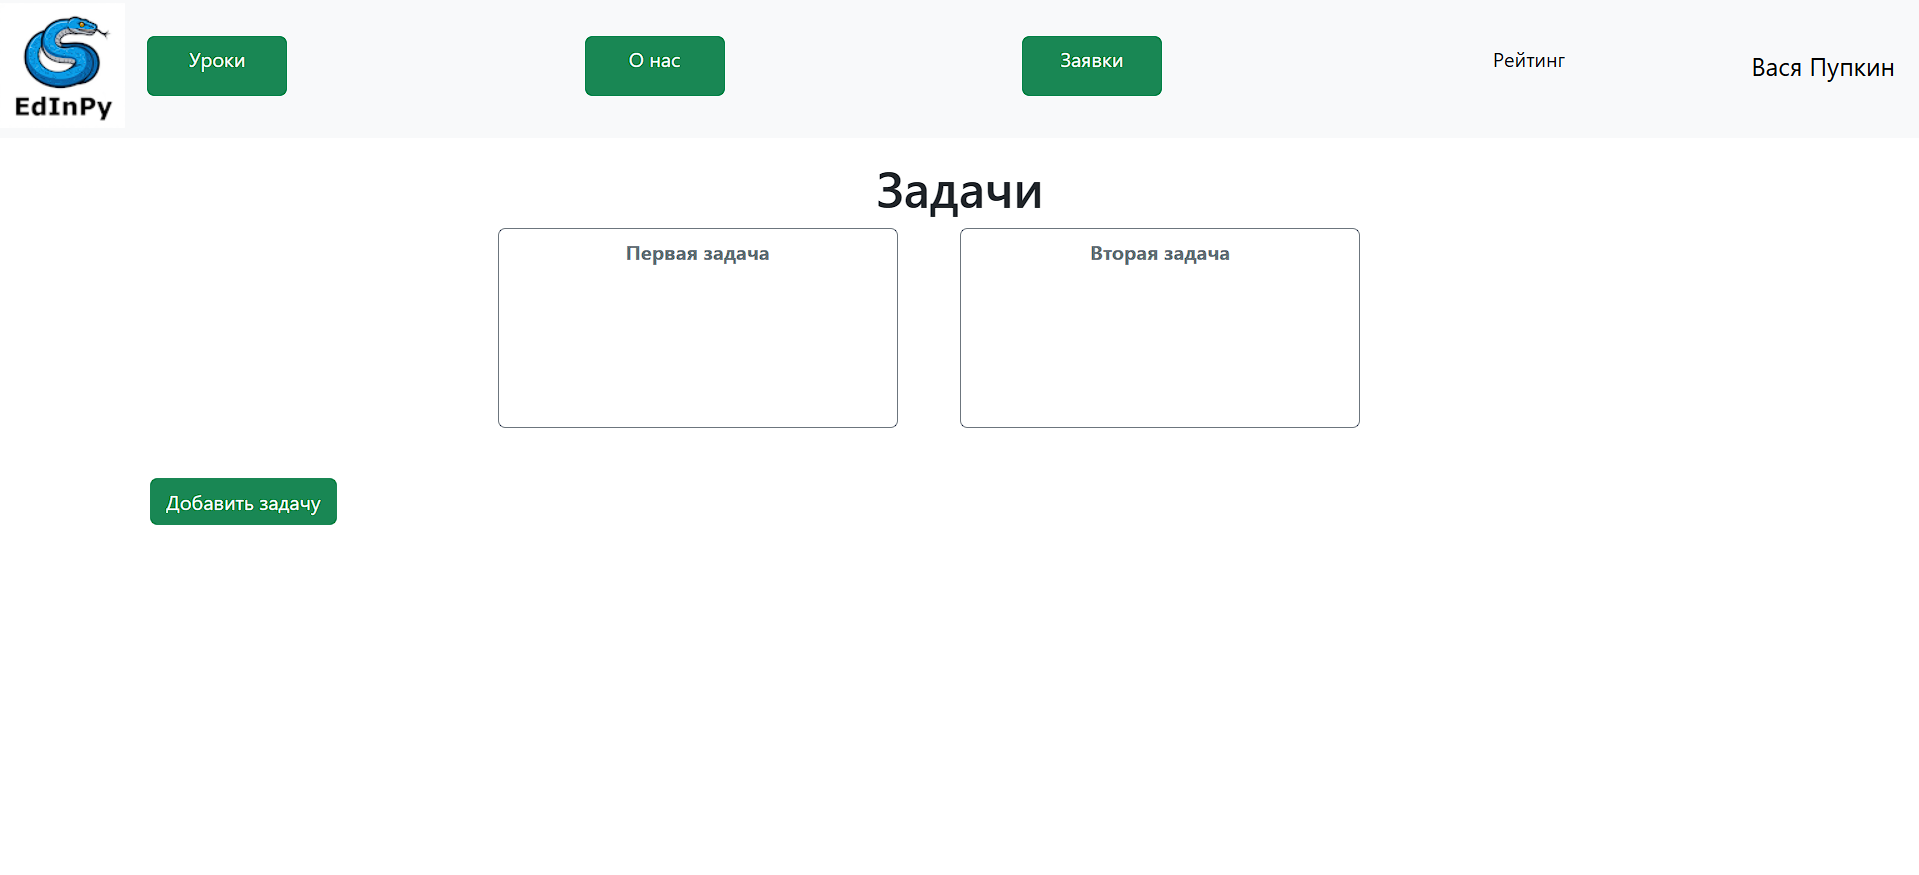 EdInPy
Уроки
О нас
Заявки
Рейтинг
Вася Пупкин
Задачи
Первая задача
Вторая задача
Добавить задачу